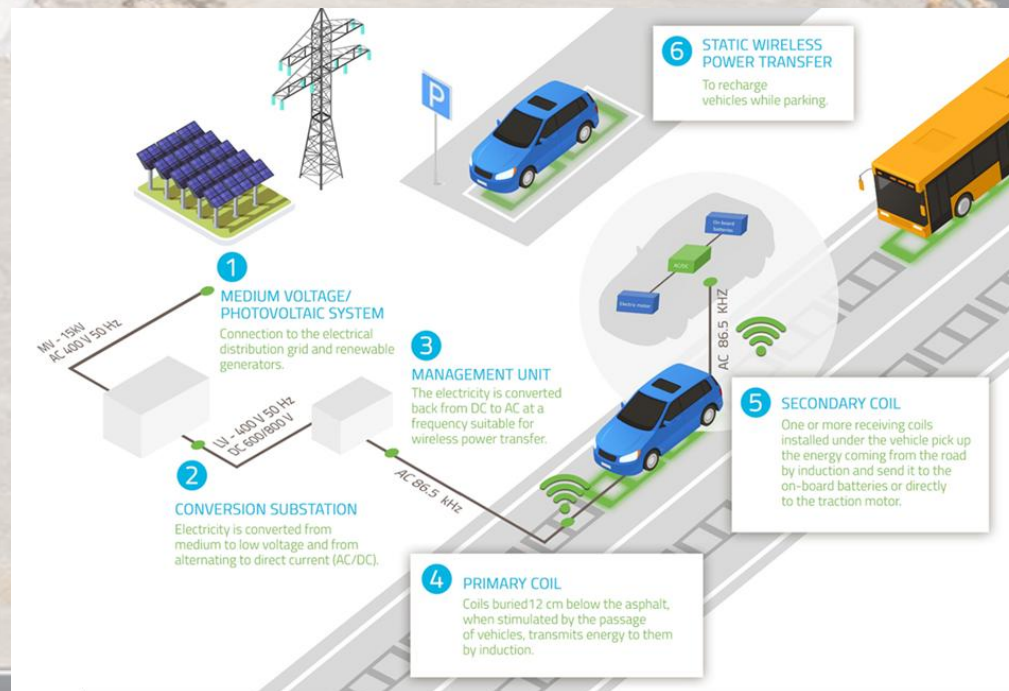 6
STATIC WIRELESS
POWER TRANSFER
To recharge
vehicles while parking.
P
1
MEDIUM VOLTAGE/
PHOTOVOLTAIC SYSTEM
Connection to the electrical
distribution grid and renewable
generators.
MV - 15kV
AC 400 V 50 Hz
On-board
batteries
AC/DC
Electric motor
AC 86.5 KHZ
3
MANAGEMENT UNIT
The electricity is converted
back from DC to AC at a
frequency suitable for
wireless power transfer.
LV - 400 V 50 Hz
DC 600/800 V
2
CONVERSION SUBSTATION
Electricity is converted from
medium to low voltage and from
alternating to direct current (AC/DC).
AC 86.5 kHz
5
SECONDARY COIL
One or more receiving coils
installed under the vehicle pick up
the energy coming from the road
by induction and send it to the
on-board batteries or directly
to the traction motor.
4
PRIMARY COIL
Coils buried12 cm below the asphalt,
when stimulated by the passage
of vehicles, transmits energy to them
by induction.